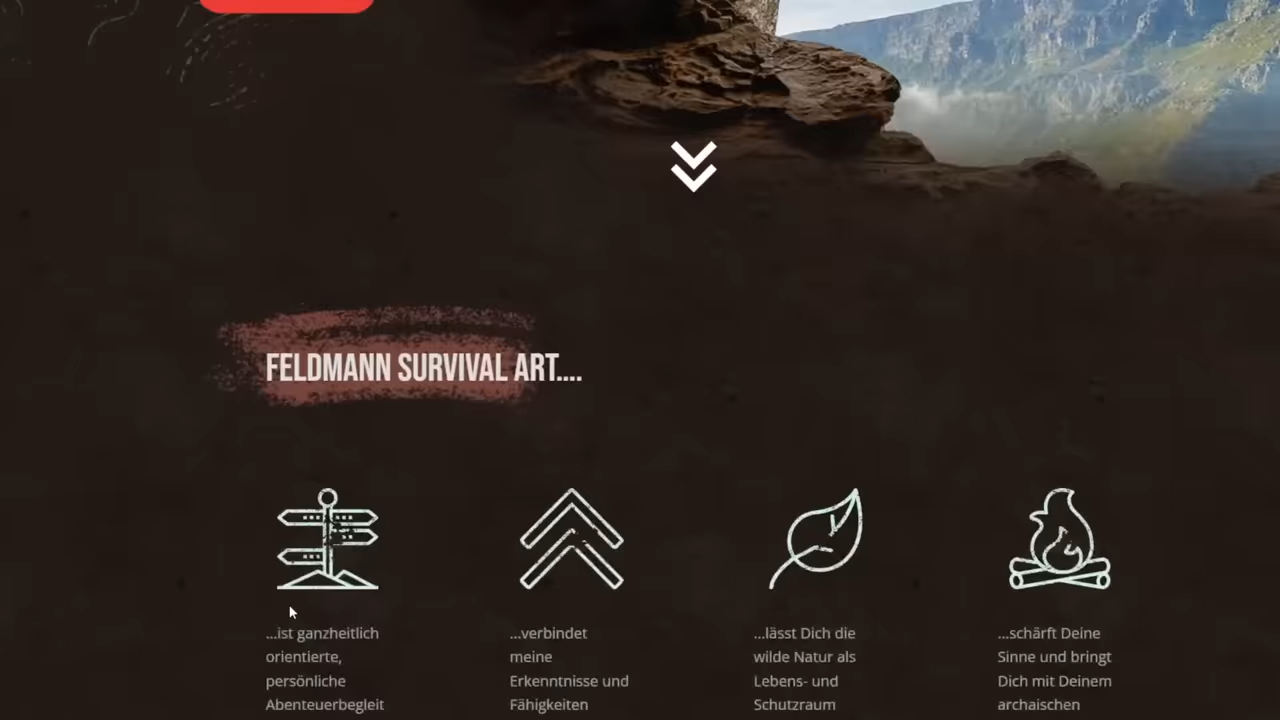 FELDMANN SURVIVAL ART....
...ist ganzheitlich
orientierte,
persönliche
Abenteuerbegleit
...verbindet
meine
Erkenntnisse und
Fähigkeiten
...lässt Dich die
wilde Natur als
Lebens- und
Schutzraum
...schärft Deine
Sinne und bringt
Dich mit Deinem
archaischen